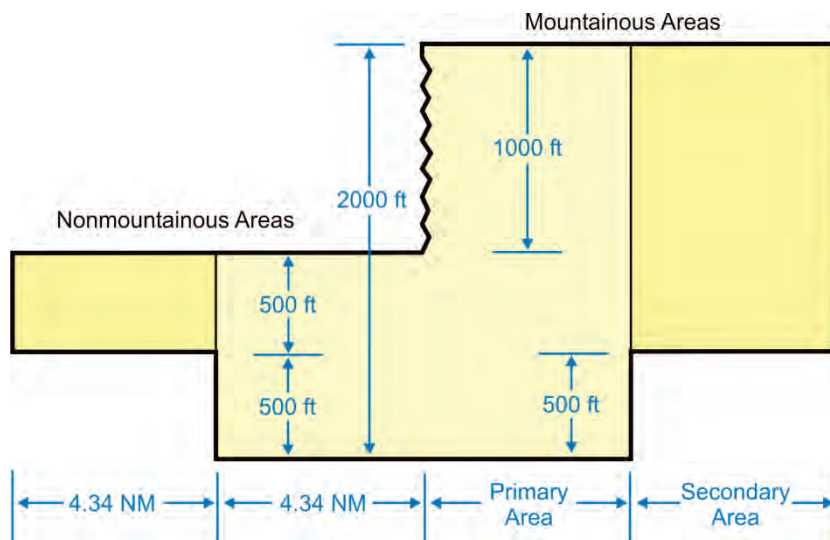 Mountainous Areas
1000 ft
2000 ft
Nonmountainous Areas
500 ft
500 ft
500 ft
4.34 NM
4.34 NM
Primary
Area
Secondary
Area